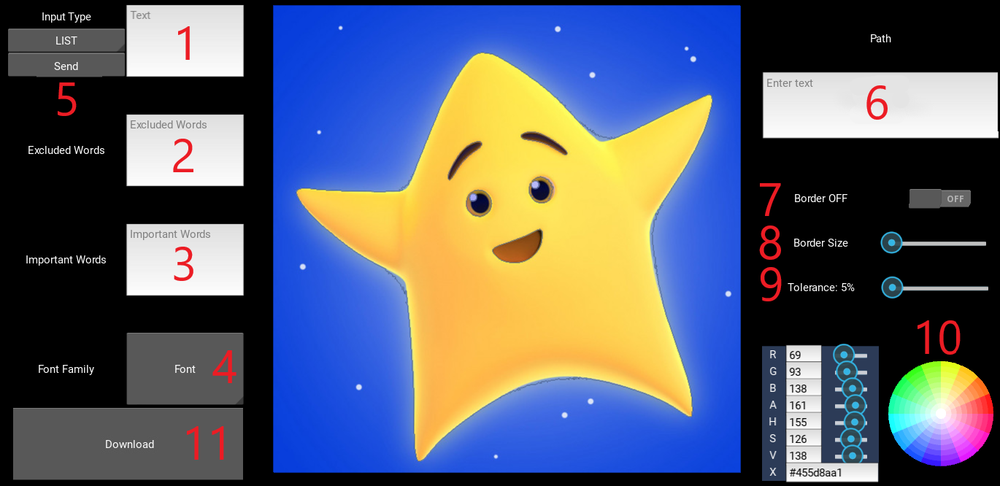 Input Type
LIST
Send
5
Text
1
Excluded Words
Excluded Words
2
Important Words
Important Words
3
Font Family
Font
4
Download
11
Path
Enter text
6
7
Border OFF
OFF
8
Border Size
9
Tolerance: 5%
10
R 69
G 93
B 138
A 161
H 155
S 126
V 138
X #455d8aa1